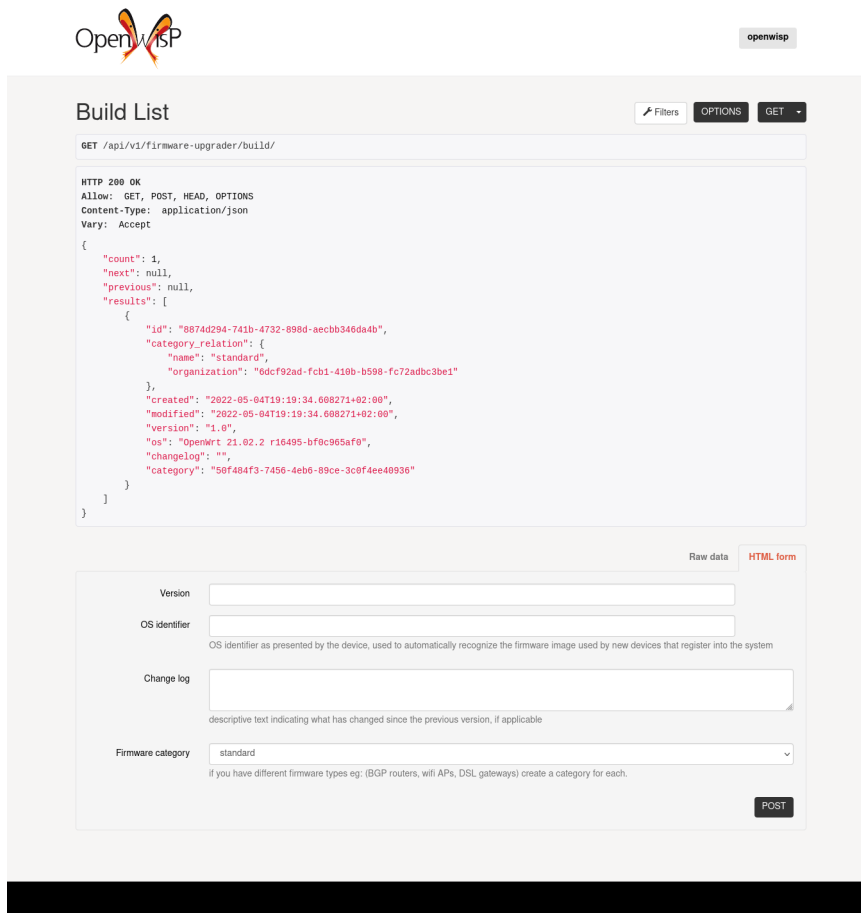 OpenWISP
openwisp
Build List
Filters
OPTIONS
GET
GET /api/v1/firmware-upgrader/build/
HTTP 200 OK
Allow: GET, POST, HEAD, OPTIONS
Content-Type: application/json
Vary: Accept
{
    "count": 1,
    "next": null,
    "previous": null,
    "results": [
        {
            "id": "8874d294-741b-4732-898d-aecbb346da4b",
            "category_relation": {
                "name": "standard",
                "organization": "6dcf92ad-fcb1-410b-b598-fc72adbc3be1"
            },
            "created": "2022-05-04T19:19:34.608271+02:00",
            "modified": "2022-05-04T19:19:34.608271+02:00",
            "version": "1.0",
            "os": "OpenWrt 21.02.2 r16495-bf0c965af0",
            "changelog": "",
            "category": "50f484f3-7456-4eb6-89ce-3c0f4ee40936"
        }
    ]
}
Raw data
HTML form
Version
OS identifier
OS identifier as presented by the device, used to automatically recognize the firmware image used by new devices that register into the system
Change log
descriptive text indicating what has changed since the previous version, if applicable
Firmware category
standard
if you have different firmware types eg: (BGP routers, wifi APs, DSL gateways) create a category for each.
POST